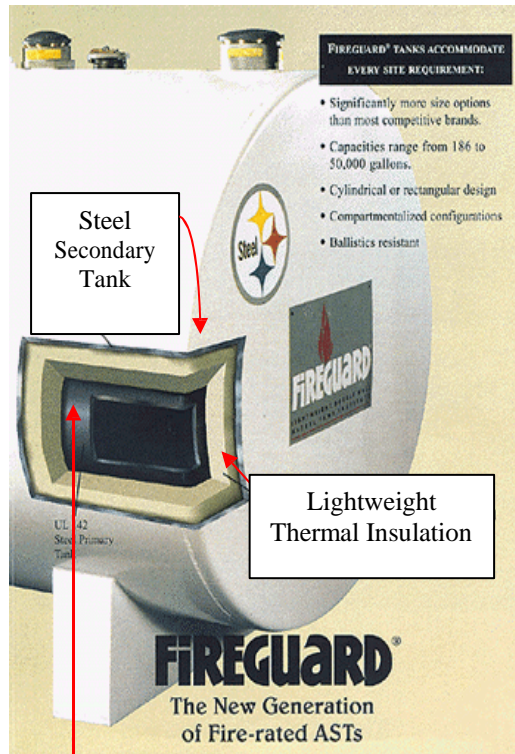 FIREGUARD® TANKS ACCOMMODATE
EVERY SITE REQUIREMENT:
• Significantly more size options
than most competitive brands.
• Capacities range from 186 to
50,000 gallons.
• Cylindrical or rectangular design
• Compartmentalized configurations
• Ballistics resistant
Steel
Secondary
Tank
Steel
FIREGUARD
Lightweight
Thermal Insulation
UL 42
Steel Primary
Tank
FIREGUARD®
The New Generation
of Fire-rated ASTs